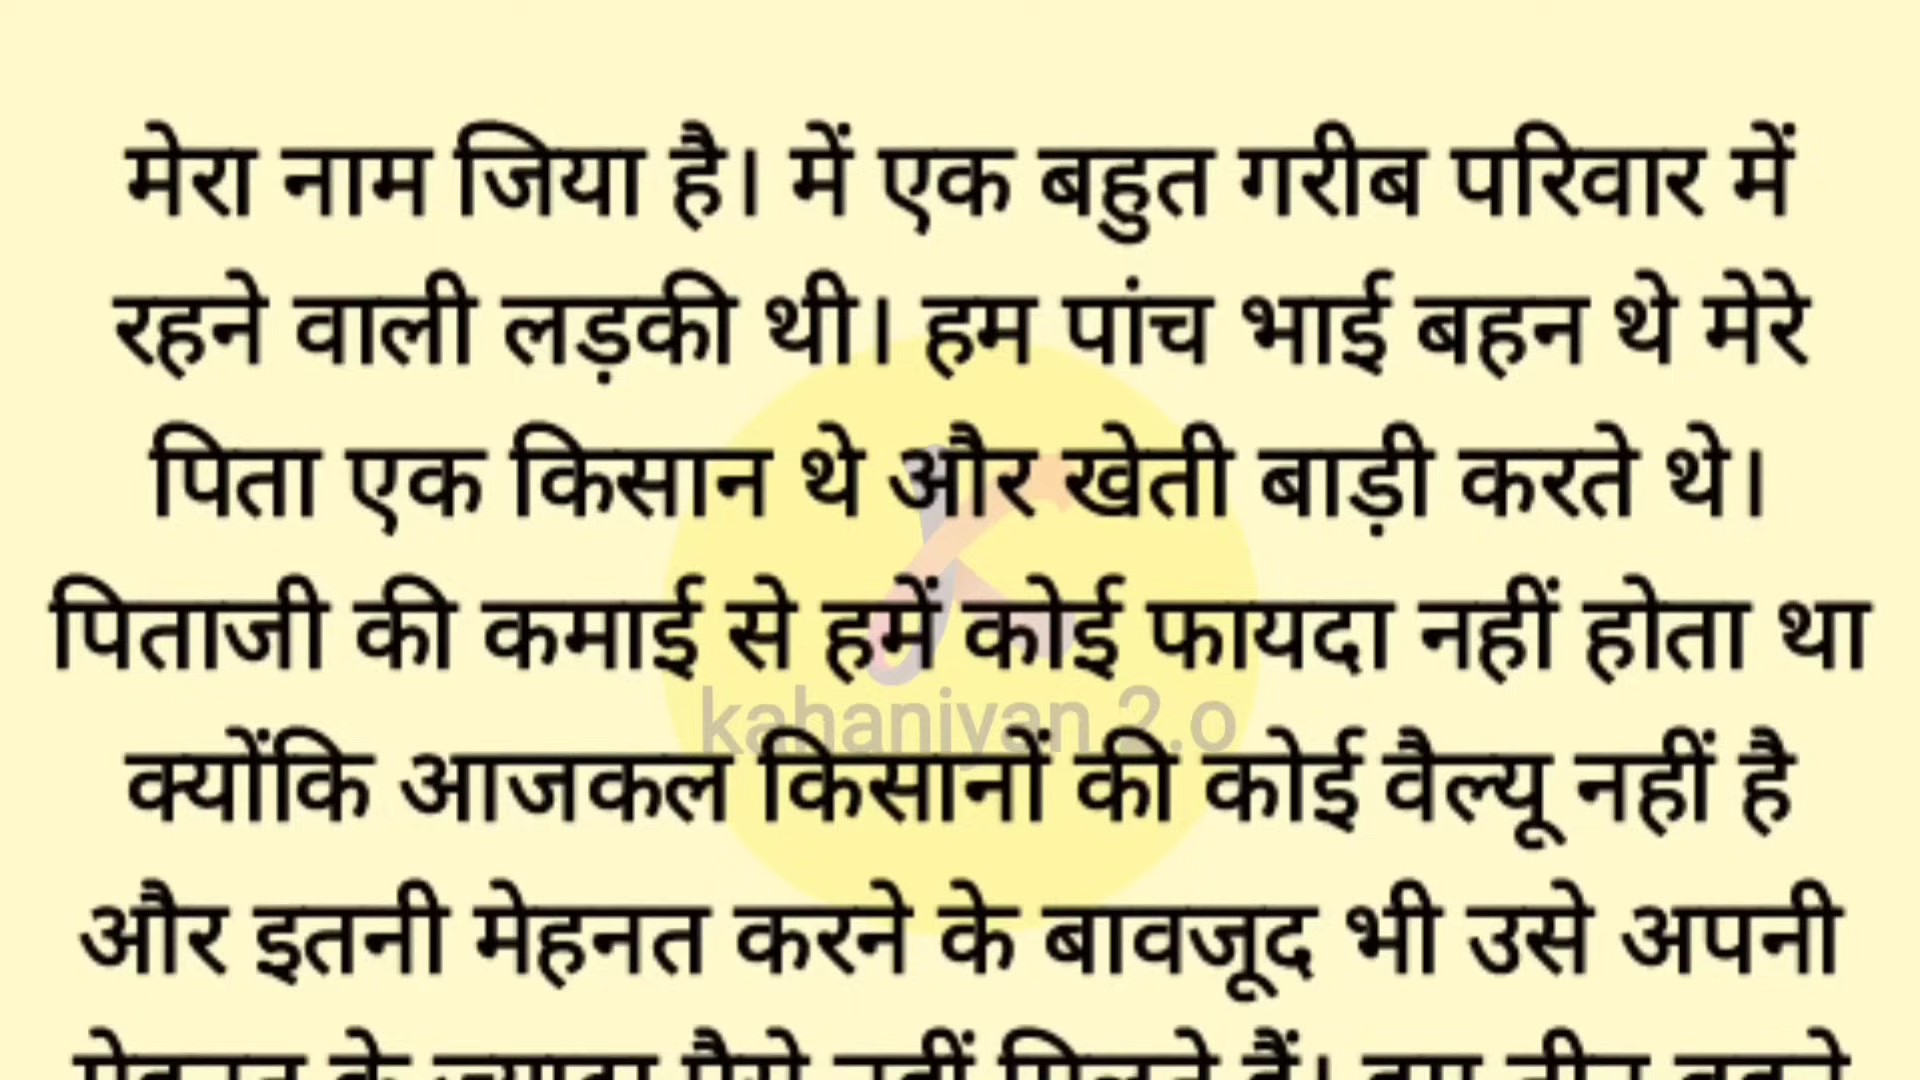 मेरा नाम जिया है। में एक बहुत गरीब परिवार में
रहने वाली लड़की थी। हम पांच भाई बहन थे मेरे
पिता एक किसान थे और खेती बाड़ी करते थे।
पिताजी की कमाई से हमें कोई फायदा नहीं होता था
kahaniyan 2.o
क्योंकि आजकल किसानों की कोई वैल्यू नहीं है
और इतनी मेहनत करने के बावजूद भी उसे अपनी